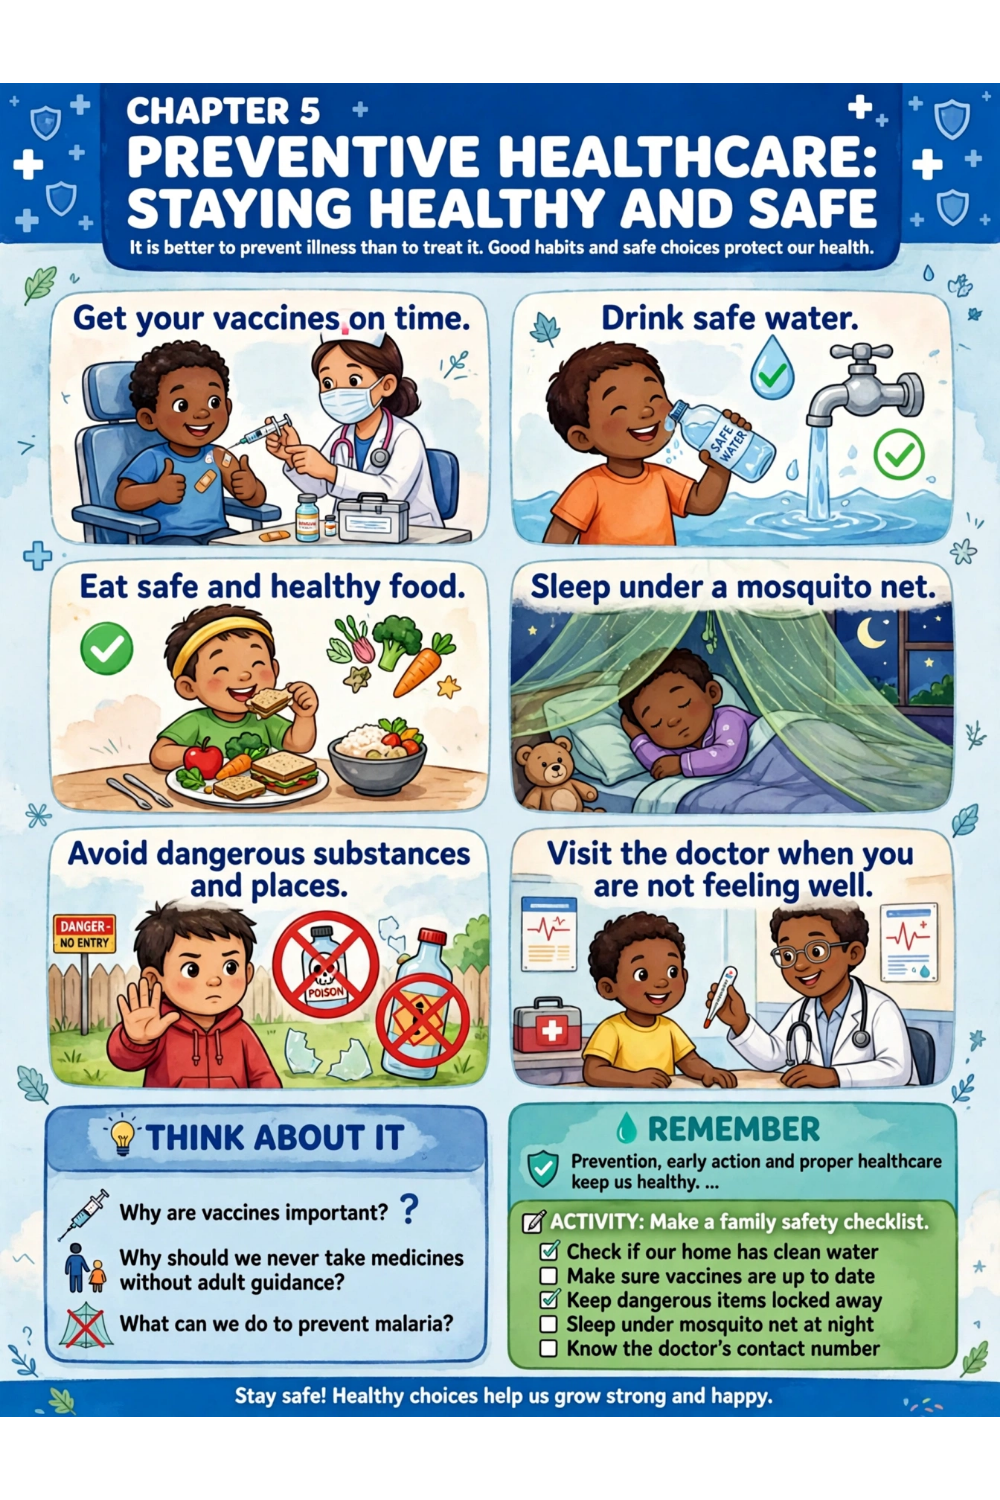 CHAPTER 5
PREVENTIVE HEALTHCARE:
STAYING HEALTHY AND SAFE
It is better to prevent illness than to treat it. Good habits and safe choices protect our health.
Get your vaccines on time.
Drink safe water.
SAFE
WATER
Eat safe and healthy food.
Sleep under a mosquito net.
Avoid dangerous substances
and places.
DANGER-
NO ENTRY
POISON
Visit the doctor when you
are not feeling well.
THINK ABOUT IT
Why are vaccines important? ?
Why should we never take medicines
without adult guidance?
What can we do to prevent malaria?
REMEMBER
Prevention, early action and proper healthcare
keep us healthy. ...
ACTIVITY: Make a family safety checklist.
Check if our home has clean water
Make sure vaccines are up to date
Keep dangerous items locked away
Sleep under mosquito net at night
Know the doctor's contact number
Stay safe! Healthy choices help us grow strong and happy.